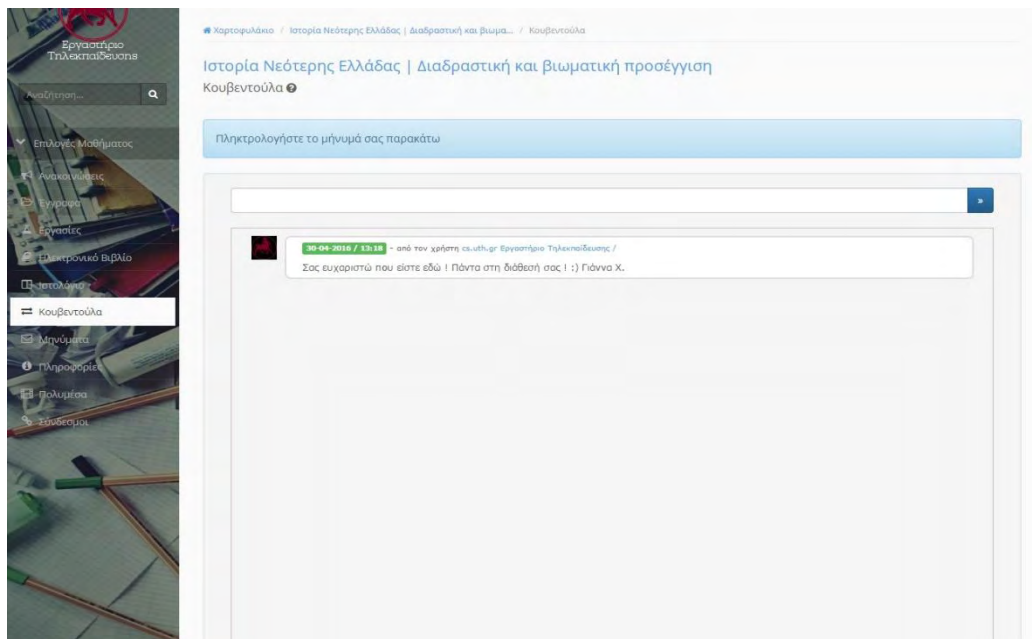 Εργαστήριο
Τηλεκπαίδευσης
Αναζήτηση...
Επιλογές Μαθήματος
Ανακοινώσεις
Έγγραφα
Εργασίες
Ηλεκτρονικό Βιβλίο
Ιστολόγιο
Κουβεντούλα
Μηνύματα
Πληροφορίες
Πολυμέσα
Σύνδεσμοι
Χαρτοφυλάκιο / Ιστορία Νεότερης Ελλάδας | Διαδραστική και βιωμα... / Κουβεντούλα
Ιστορία Νεότερης Ελλάδας | Διαδραστική και βιωματική προσέγγιση
Κουβεντούλα
Πληκτρολογήστε το μήνυμά σας παρακάτω
»
30-04-2016 / 13:18 - από τον χρήστη cs.uth.gr Εργαστήριο Τηλεκπαίδευσης /
Σας ευχαριστώ που είστε εδώ ! Πάντα στη διάθεσή σας ! :) Γιάννα Χ.